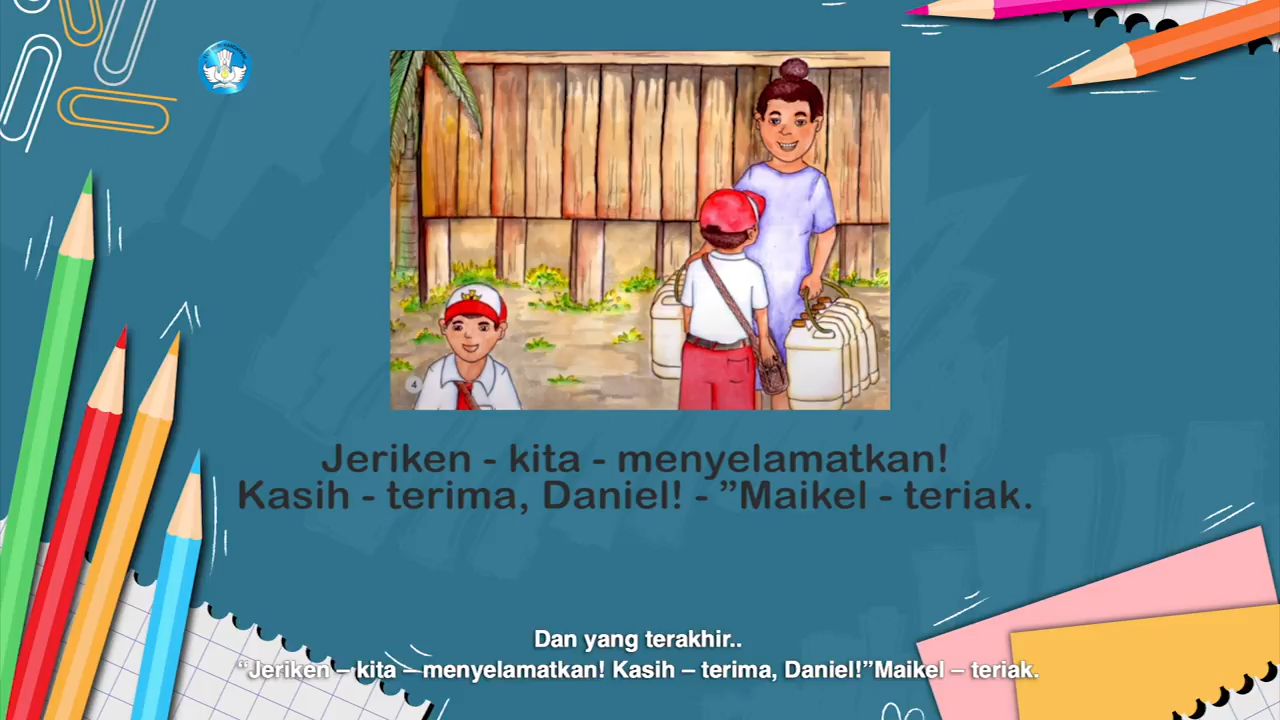 4
Jeriken - kita - menyelamatkan!
Kasih - terima, Daniel! - ”Maikel - teriak.
Dan yang terakhir..
“Jeriken – kita – menyelamatkan! Kasih – terima, Daniel!”Maikel – teriak.